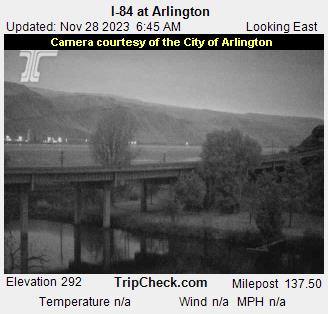 I-84 at Arlington
Updated: Nov 28 2023 6:45 AM Looking East
Camera courtesy of the City of Arlington
Elevation 292 TripCheck.com Milepost 137.50
Temperature n/a Wind n/a MPH n/a